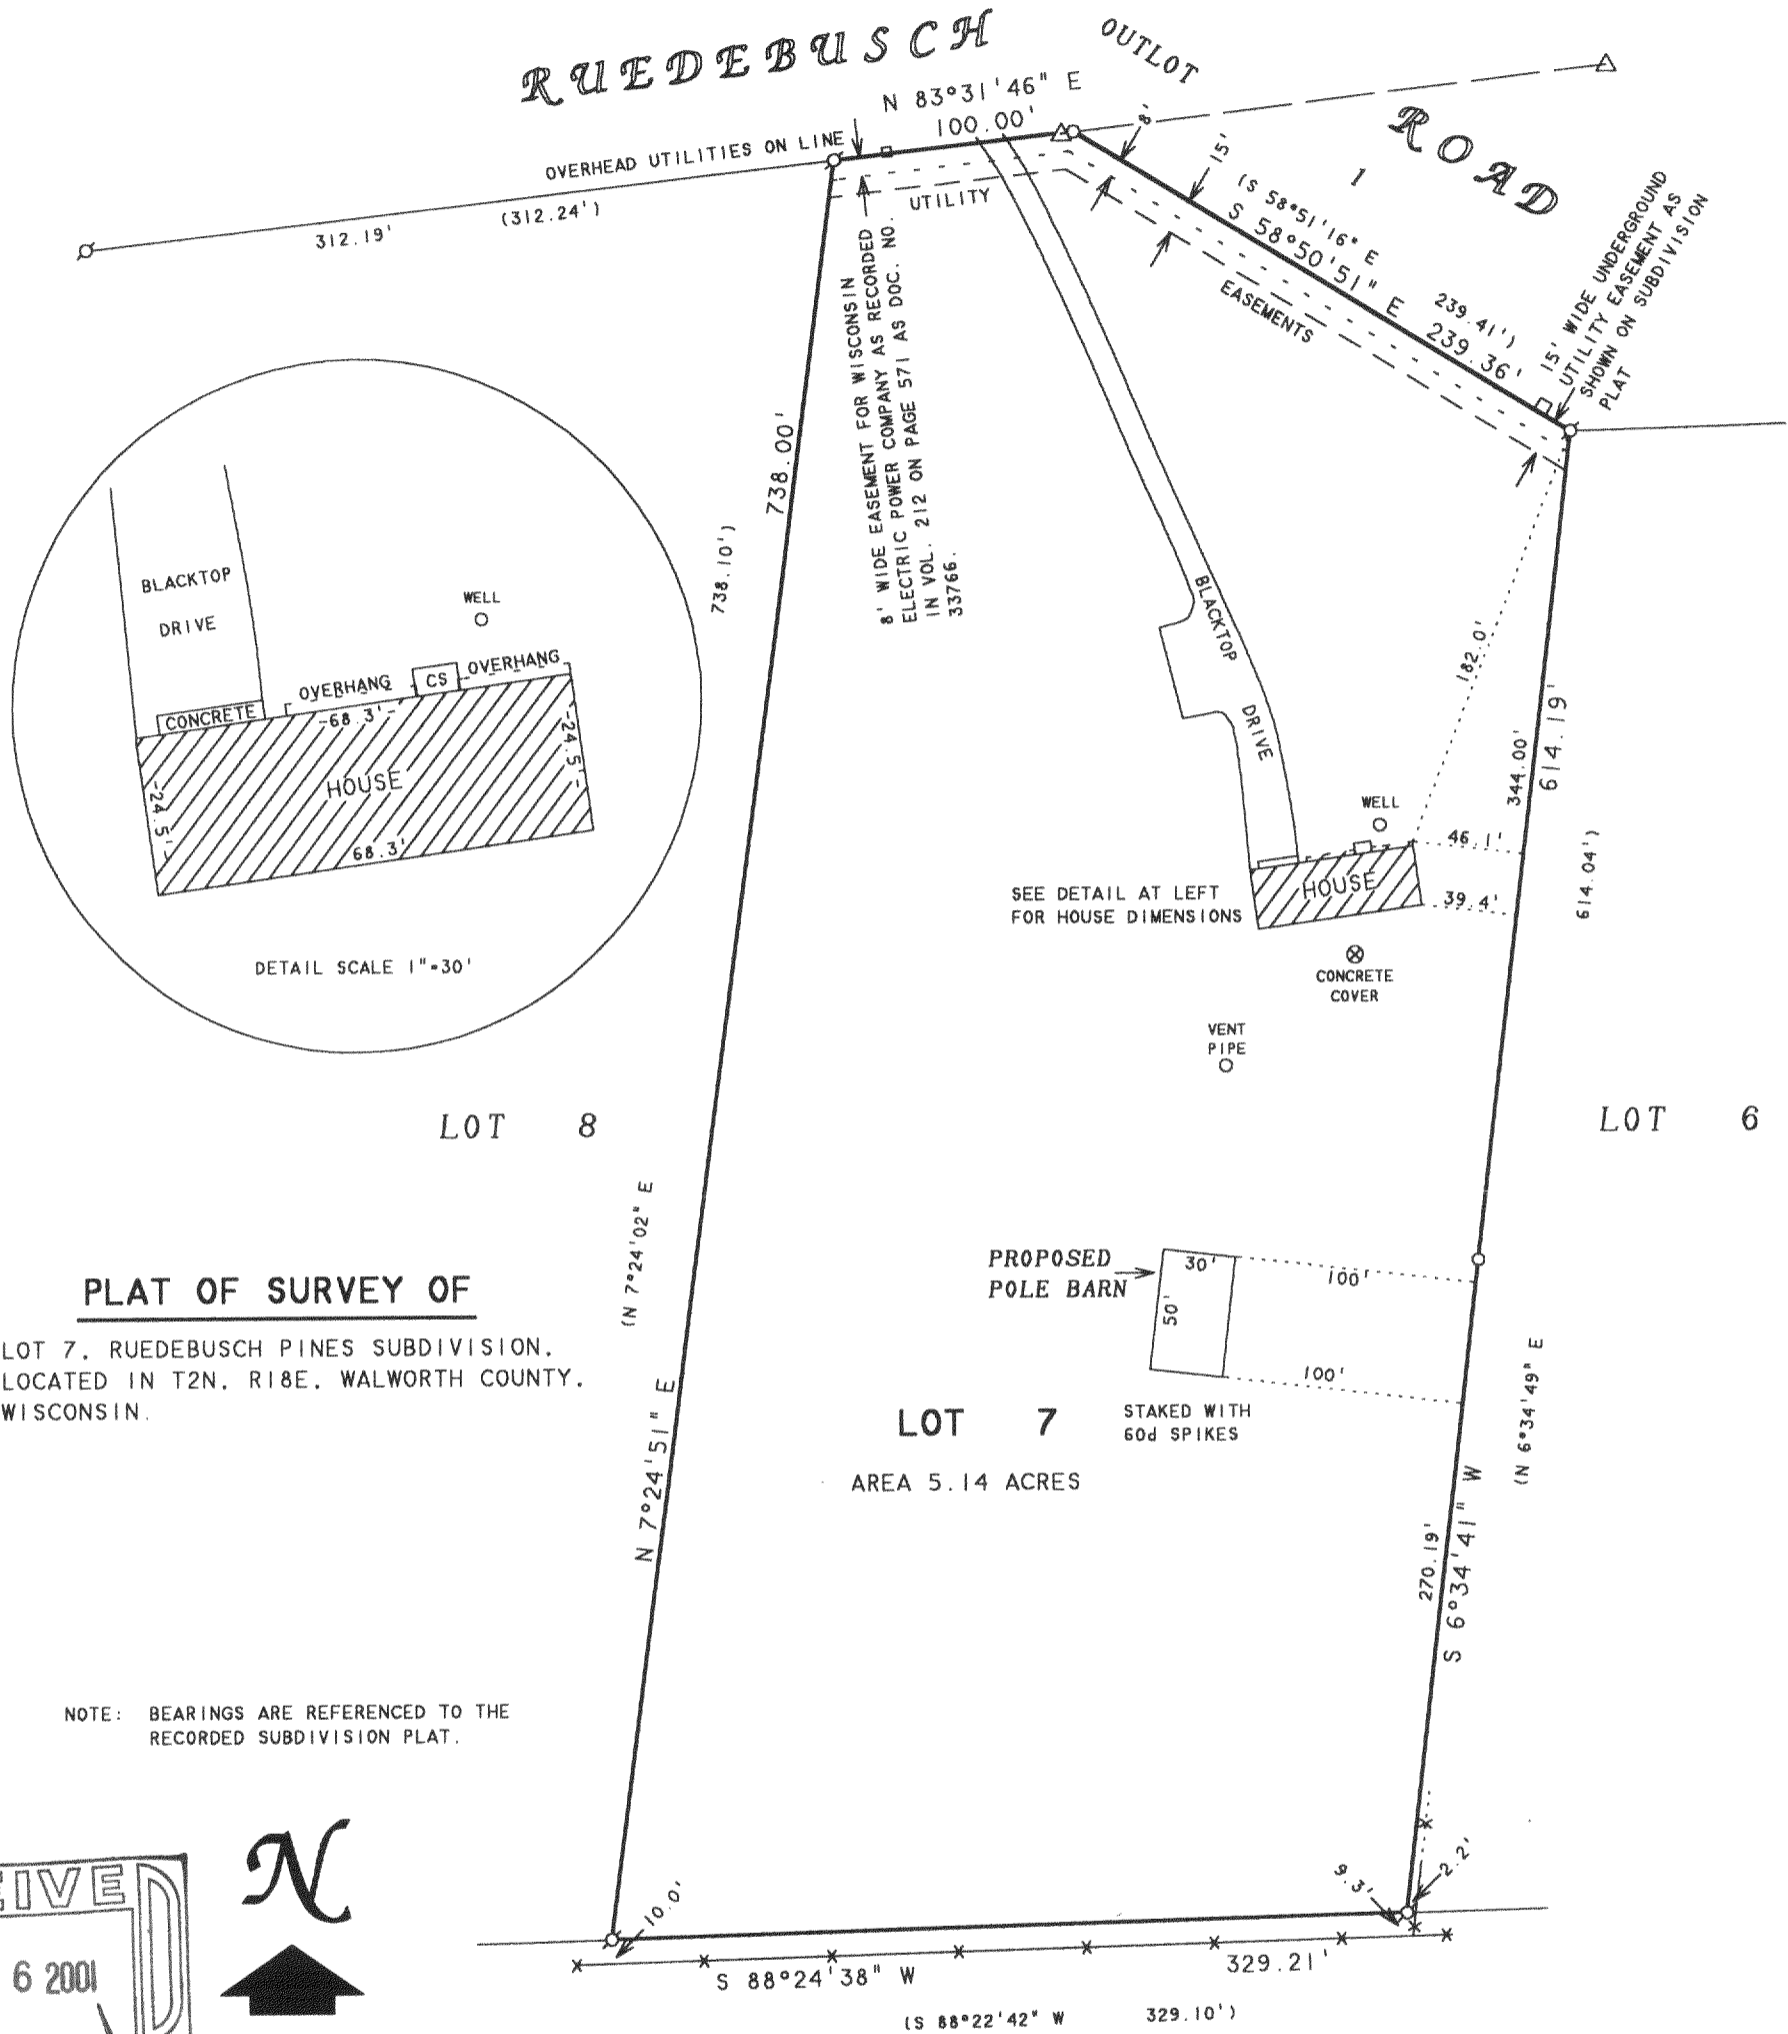 RUEDEBUSCH
OUTLOT
1
ROAD
N 83°31'46" E
100.00'
OVERHEAD UTILITIES ON LINE
312.19'
(312.24')
UTILITY
8'
15'
(S 58°51'16" E
239.41')
S 58°50'51" E
239.36'
EASEMENTS
15' WIDE UNDERGROUND
UTILITY EASEMENT AS
SHOWN ON SUBDIVISION
PLAT
8' WIDE EASEMENT FOR WISCONSIN
ELECTRIC POWER COMPANY AS RECORDED
IN VOL. 212 ON PAGE 571 AS DOC. NO.
33766.
738.00'
738.10')
BLACKTOP
DRIVE
WELL
OVERHANG
CS
OVERHANG
CONCRETE
-68.3'-
-24.5'-
HOUSE
-24.5'-
68.3'
DETAIL SCALE 1"=30'
BLACKTOP
DRIVE
182.0'
344.00'
614.19'
614.04')
WELL
46.1'
HOUSE
39.4'
SEE DETAIL AT LEFT
FOR HOUSE DIMENSIONS
CONCRETE
COVER
VENT
PIPE
LOT 8
LOT 6
(N 7°24'02" E
N 7°24'51" E
PROPOSED
POLE BARN
30'
50'
100'
100'
STAKED WITH
60d SPIKES
LOT 7
AREA 5.14 ACRES
(N 6°34'49" E
S 6°34'41" W
270.19'
PLAT OF SURVEY OF
LOT 7, RUEDEBUSCH PINES SUBDIVISION,
LOCATED IN T2N, R18E, WALWORTH COUNTY,
WISCONSIN.
NOTE: BEARINGS ARE REFERENCED TO THE
RECORDED SUBDIVISION PLAT.
N
EIVED
6 2001
10.0'
9.3'
2.2'
S 88°24'38" W
329.21'
(S 88°22'42" W 329.10')